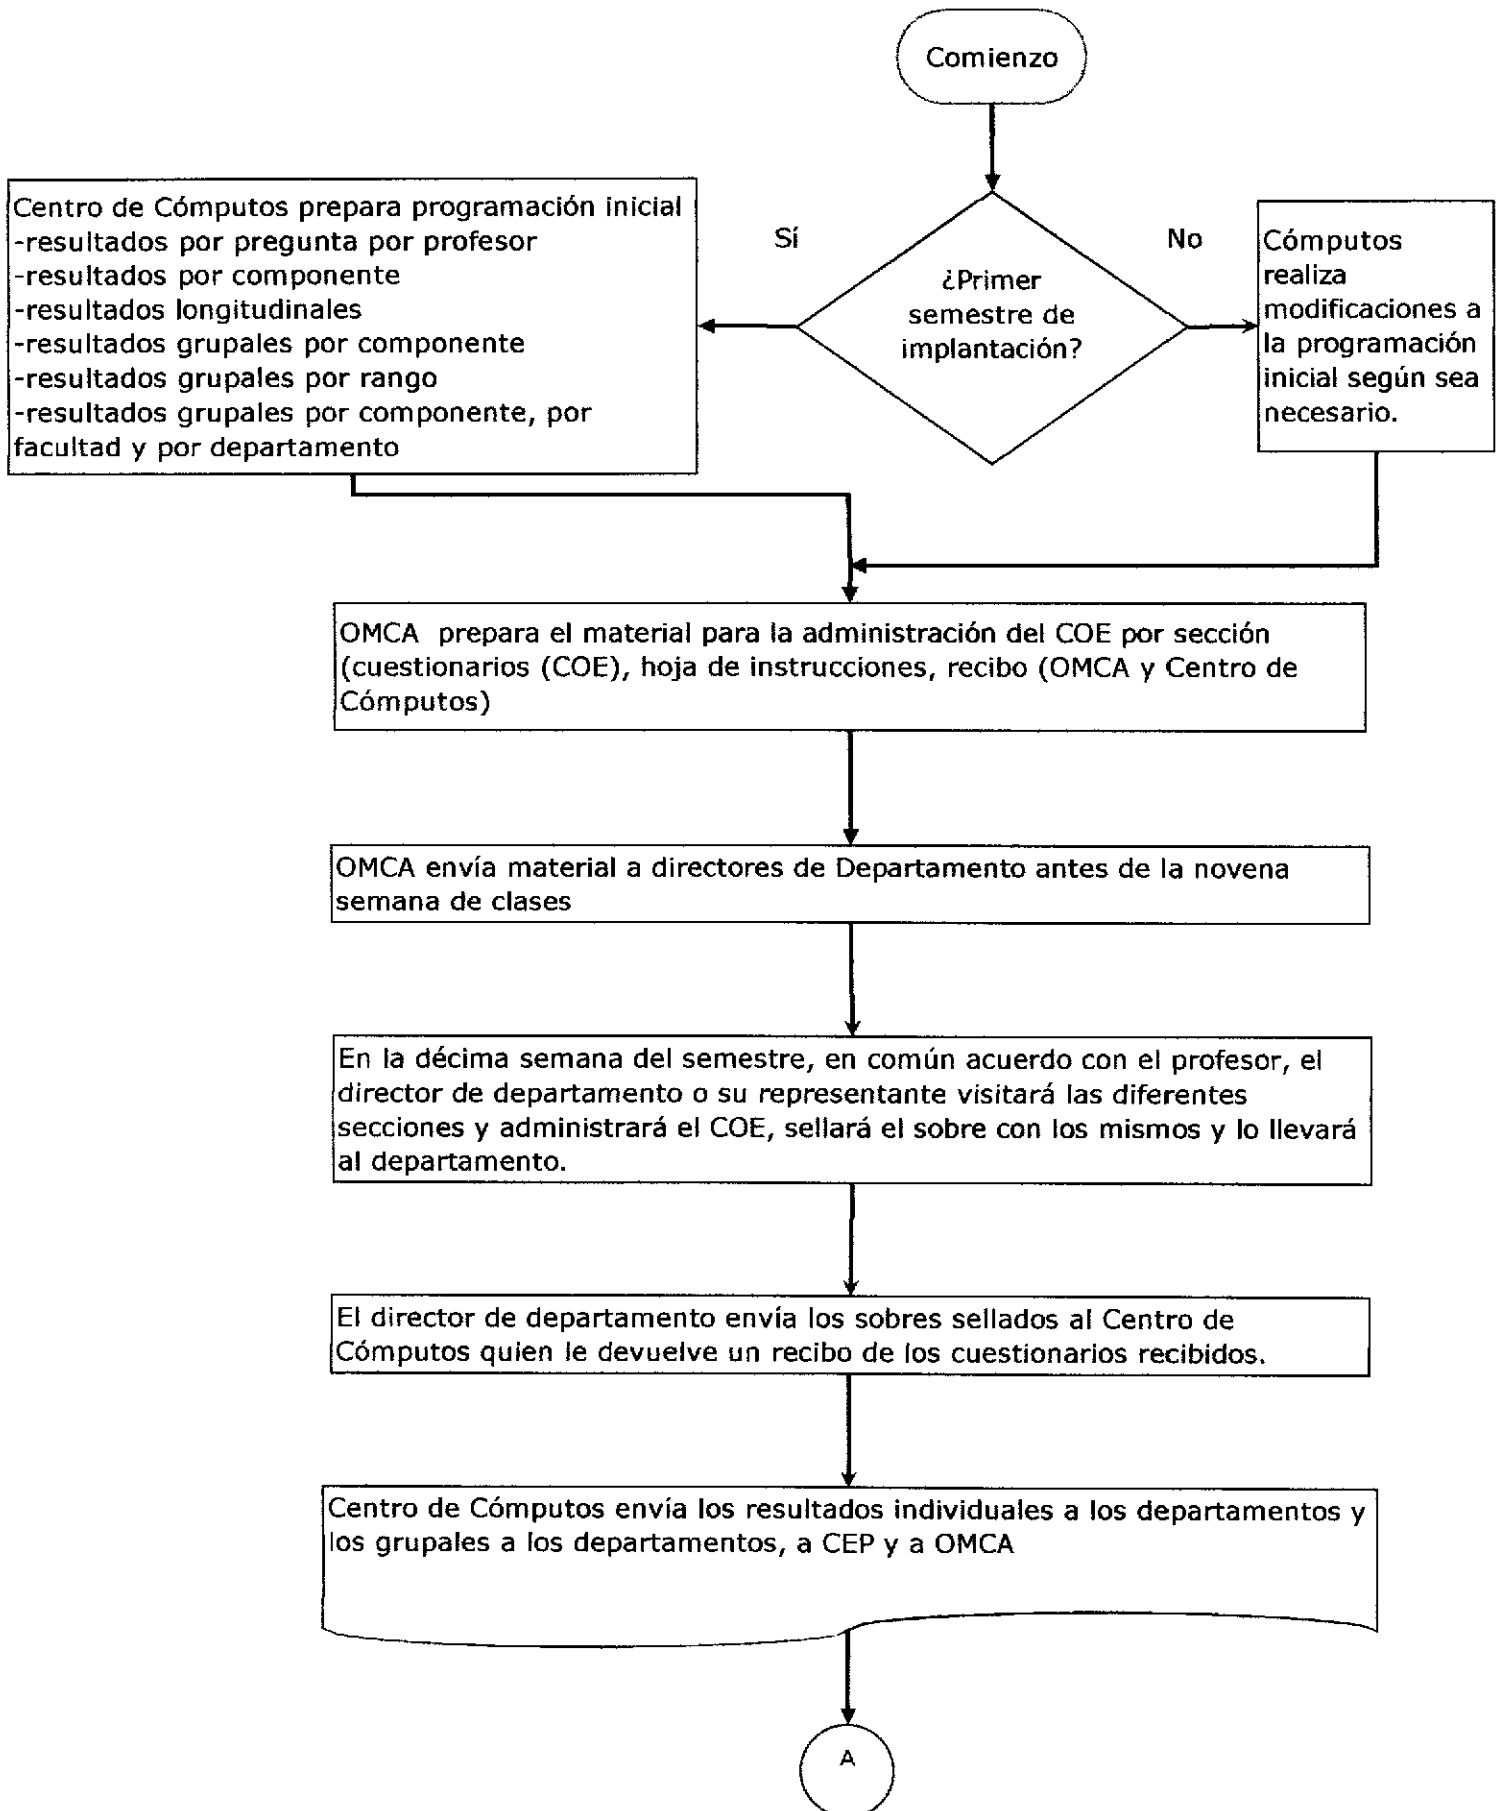 Comienzo
Centro de Cómputos prepara programación inicial
-resultados por pregunta por profesor
-resultados por componente
-resultados longitudinales
-resultados grupales por componente
-resultados grupales por rango
-resultados grupales por componente, por
facultad y por departamento
Sí
¿Primer
semestre de
implantación?
No
Cómputos
realiza
modificaciones a
la programación
inicial según sea
necesario.
OMCA prepara el material para la administración del COE por sección
(cuestionarios (COE), hoja de instrucciones, recibo (OMCA y Centro de
Cómputos)
OMCA envía material a directores de Departamento antes de la novena
semana de clases
En la décima semana del semestre, en común acuerdo con el profesor, el
director de departamento o su representante visitará las diferentes
secciones y administrará el COE, sellará el sobre con los mismos y lo llevará
al departamento.
El director de departamento envía los sobres sellados al Centro de
Cómputos quien le devuelve un recibo de los cuestionarios recibidos.
Centro de Cómputos envía los resultados individuales a los departamentos y
los grupales a los departamentos, a CEP y a OMCA
A